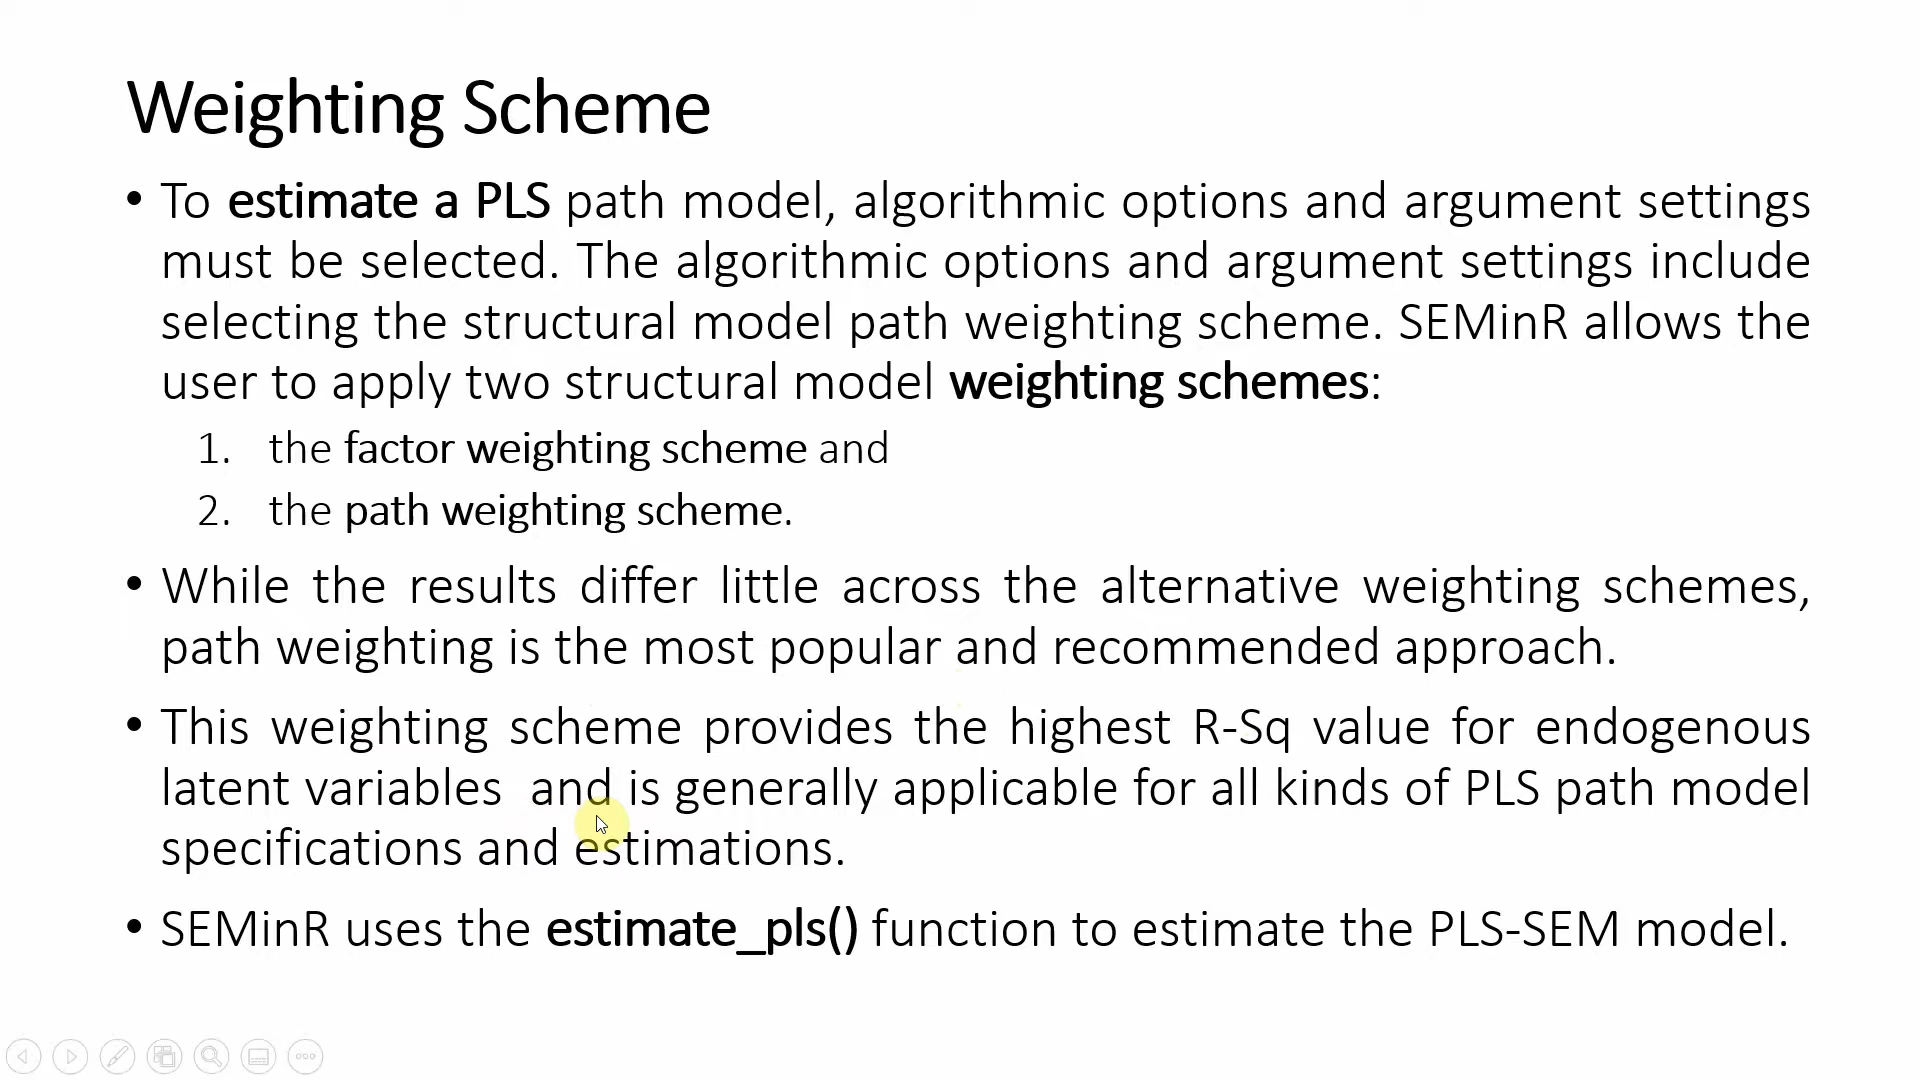 Weighting Scheme
• To estimate a PLS path model, algorithmic options and argument settings
must be selected. The algorithmic options and argument settings include
selecting the structural model path weighting scheme. SEMinR allows the
user to apply two structural model weighting schemes:
1. the factor weighting scheme and
2. the path weighting scheme.
• While the results differ little across the alternative weighting schemes,
path weighting is the most popular and recommended approach.
• This weighting scheme provides the highest R-Sq value for endogenous
latent variables and is generally applicable for all kinds of PLS path model
specifications and estimations.
• SEMinR uses the estimate_pls() function to estimate the PLS-SEM model.